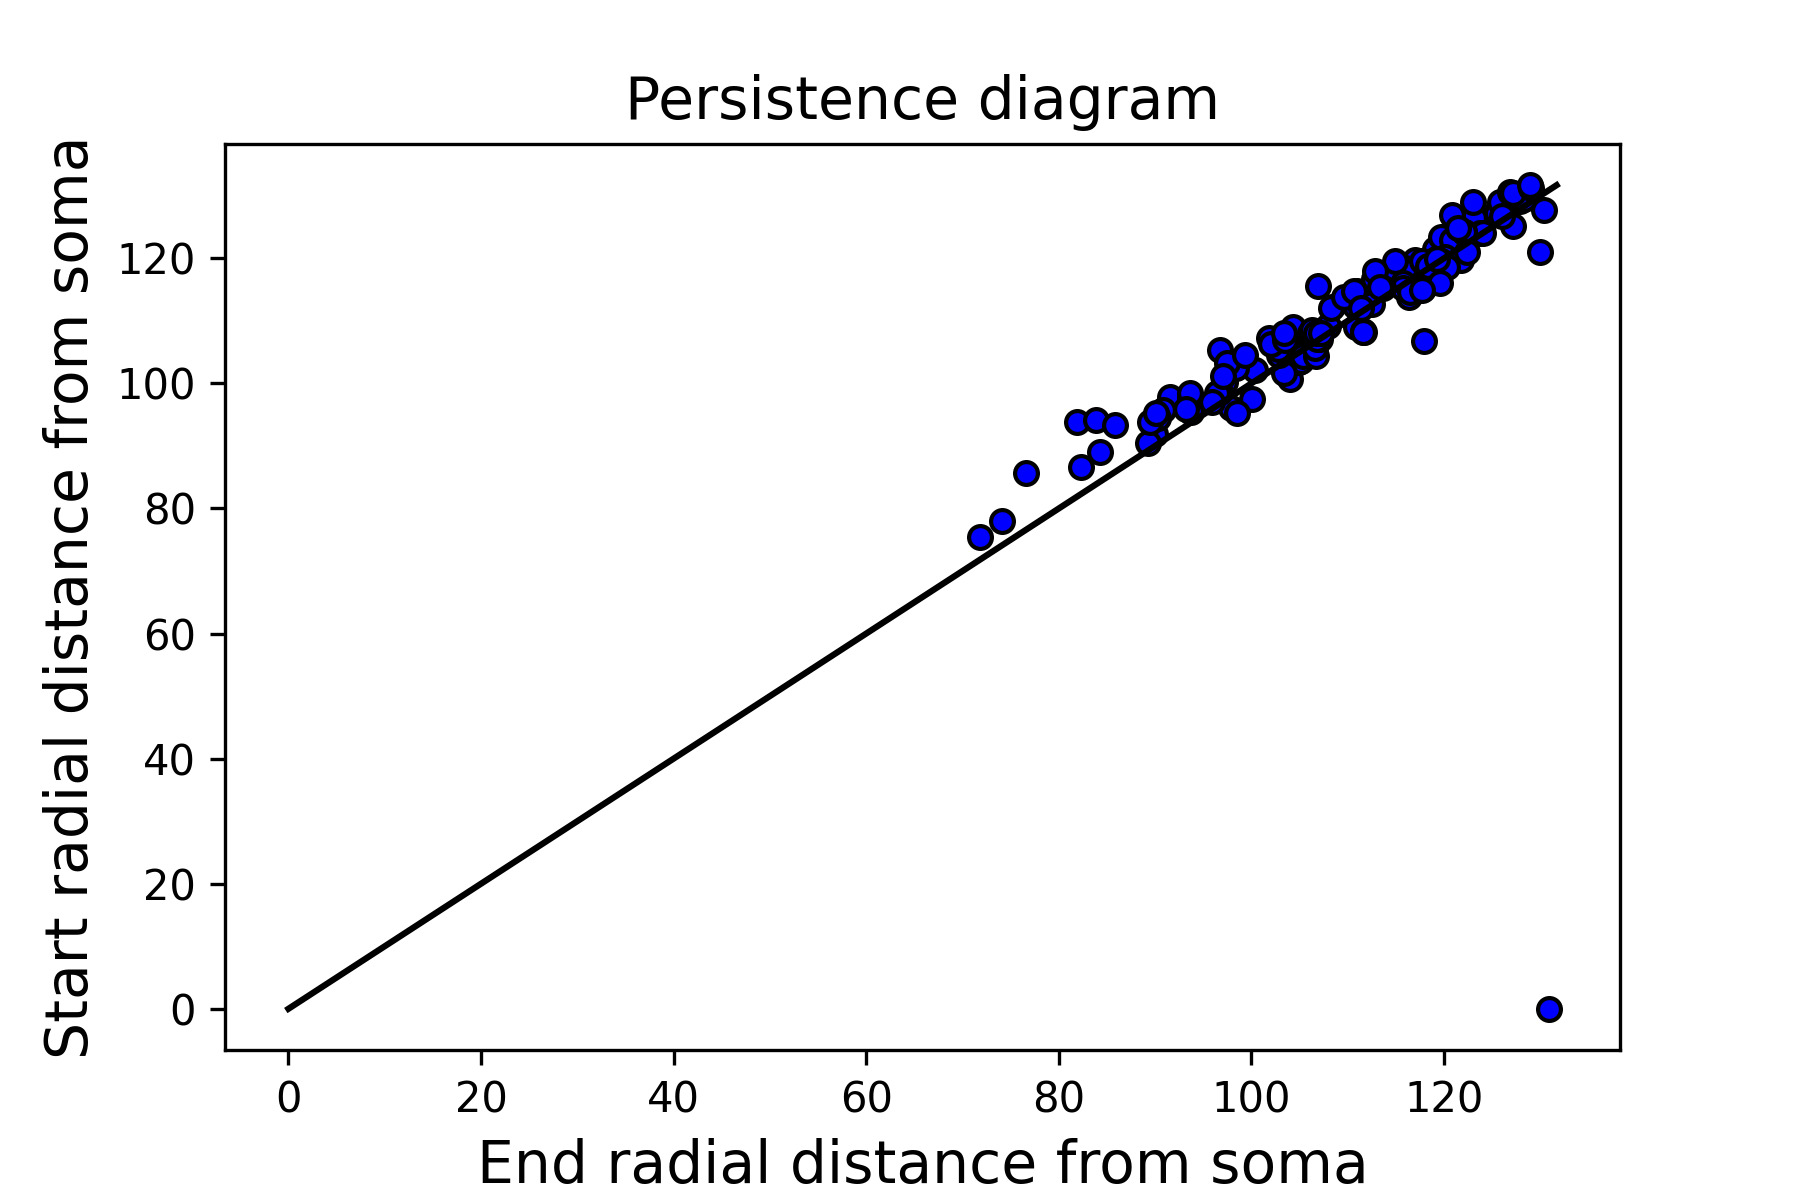 Persistence diagram
Start radial distance from soma
120
100
80
60
40
20
0
0 20 40 60 80 100 120
End radial distance from soma